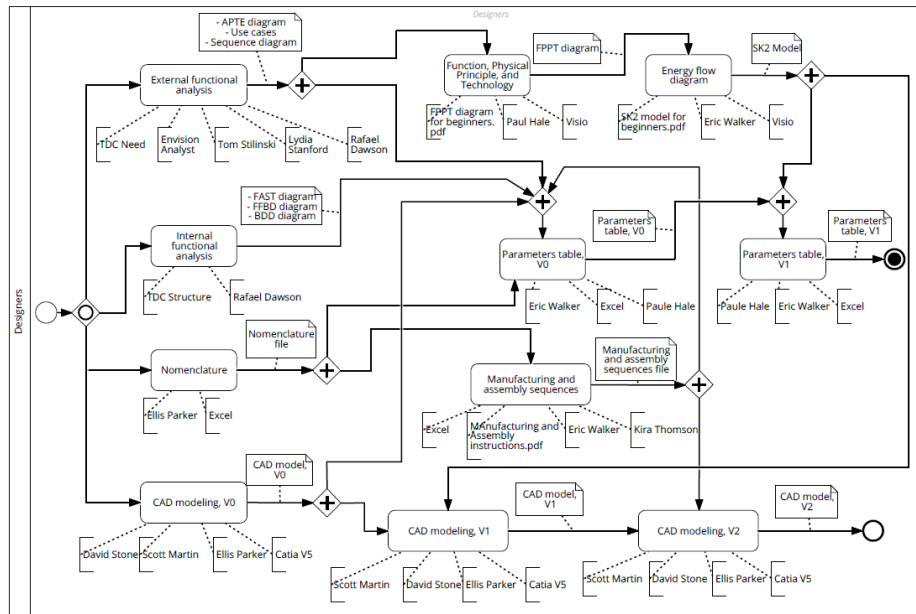 Designers
Designers
- APTE diagram
- Use cases
- Sequence diagram
External functional
analysis
TDC Need
Envision
Analyst
Tom Stilinski
Lydia
Stanford
Rafael
Dawson
Function, Physical
Principle, and
Technology
FPPT diagram
FPPT diagram
for beginners.
pdf
Paul Hale
Visio
Energy flow
diagram
SK2 Model
SK2 model for
beginners.pdf
Eric Walker
Visio
- FAST diagram
- FFBD diagram
- BDD diagram
Internal
functional
analysis
TDC Structure
Rafael Dawson
Parameters table,
V0
Parameters
table, V0
Eric Walker
Excel
Paule Hale
Parameters table,
V1
Parameters
table, V1
Paule Hale
Eric Walker
Excel
Nomenclature
Nomenclature
file
Ellis Parker
Excel
Manufacturing and
assembly sequences
Manufacturing
and assembly
sequences file
Excel
MAnufacturing and
Assembly
instructions.pdf
Eric Walker
Kira Thomson
CAD modeling, V0
CAD model,
V0
David Stone
Scott Martin
Ellis Parker
Catia V5
CAD modeling, V1
CAD model,
V1
Scott Martin
David Stone
Ellis Parker
Catia V5
CAD modeling, V2
CAD model,
V2
Scott Martin
David Stone
Ellis Parker
Catia V5